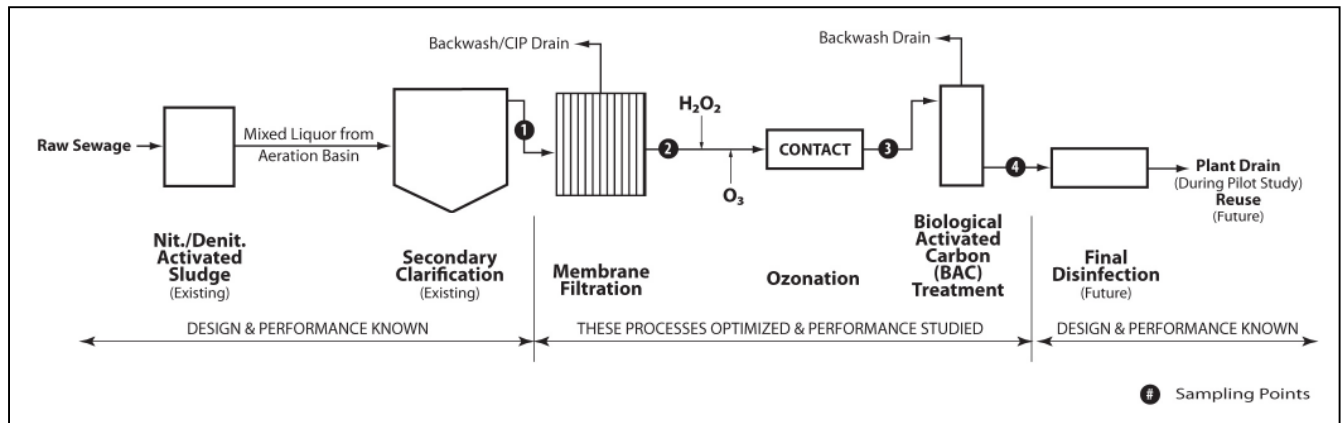 Backwash/CIP Drain
Backwash Drain
H₂O₂
Raw Sewage
Mixed Liquor from
Aeration Basin
1
2
CONTACT
3
4
O₃
Plant Drain
(During Pilot Study)
Reuse
(Future)
Nit./Denit.
Activated
Sludge
(Existing)
Secondary
Clarification
(Existing)
Membrane
Filtration
Ozonation
Biological
Activated
Carbon
(BAC)
Treatment
Final
Disinfection
(Future)
DESIGN & PERFORMANCE KNOWN
THESE PROCESSES OPTIMIZED & PERFORMANCE STUDIED
DESIGN & PERFORMANCE KNOWN
# Sampling Points